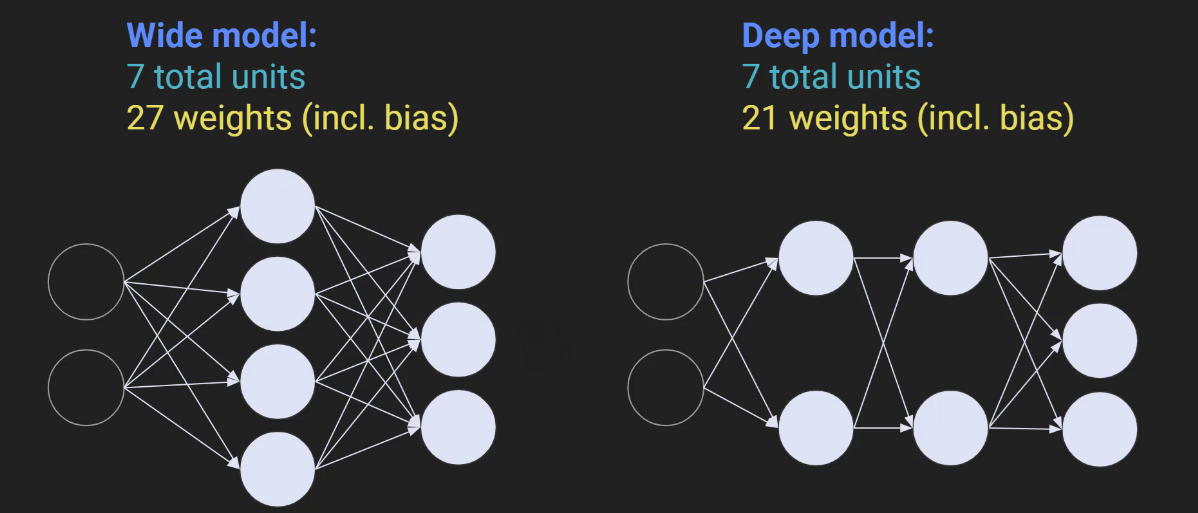 Wide model:
7 total units
27 weights (incl. bias)
Deep model:
7 total units
21 weights (incl. bias)